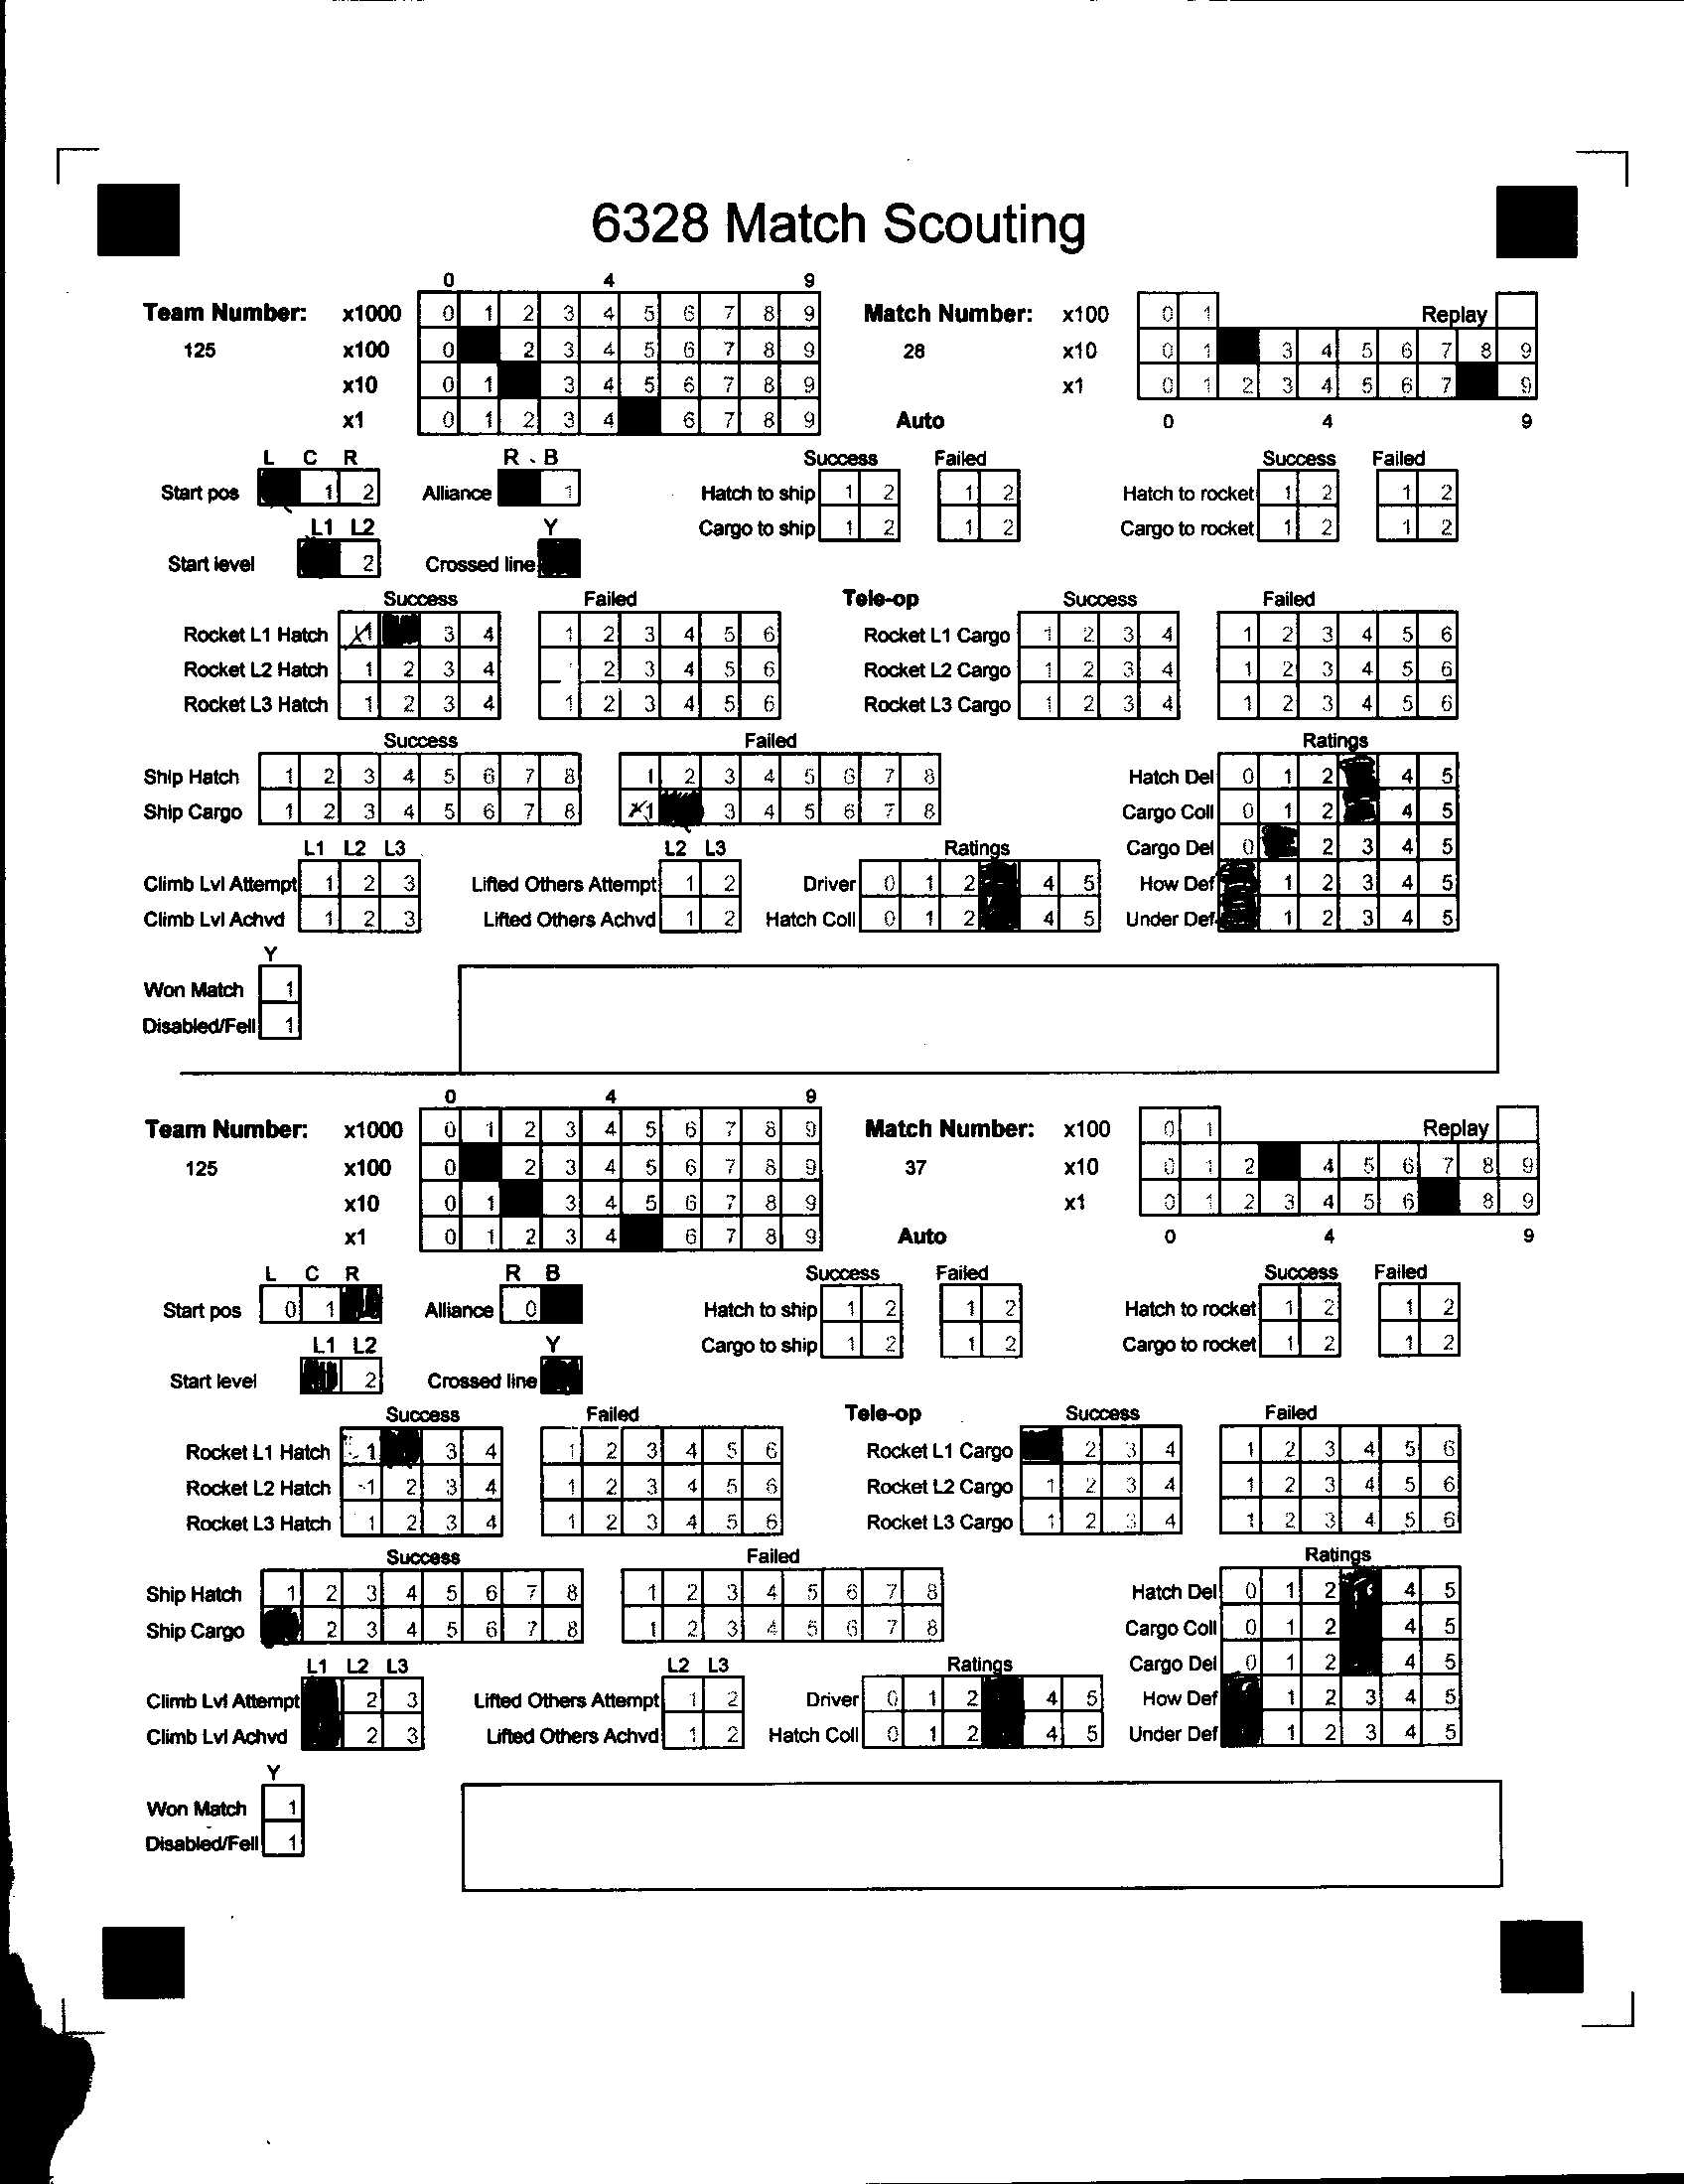 6328 Match Scouting
0 4 9
Team Number: x1000 0 1 2 3 4 5 6 7 8 9 Match Number: x100 0 1 Replay
125 x100 0 2 3 4 5 6 7 8 9 28 x10 0 1 3 4 5 6 7 8 9
x10 0 1 3 4 5 6 7 8 9 x1 0 1 2 3 4 5 6 7 9
x1 0 1 2 3 4 6 7 8 9 Auto 0 4 9
L C R R B Success Failed Success Failed
Start pos 1 2 Alliance 1 Hatch to ship 1 2 1 2 Hatch to rocket 1 2 1 2
L1 L2 Y Cargo to ship 1 2 1 2 Cargo to rocket 1 2 1 2
Start level 2 Crossed line
Success Failed Tele-op Success Failed
Rocket L1 Hatch 1 3 4 1 2 3 4 5 6 Rocket L1 Cargo 1 2 3 4 1 2 3 4 5 6
Rocket L2 Hatch 1 2 3 4 2 3 4 5 6 Rocket L2 Cargo 1 2 3 4 1 2 3 4 5 6
Rocket L3 Hatch 1 2 3 4 1 2 3 4 5 6 Rocket L3 Cargo 1 2 3 4 1 2 3 4 5 6
Success Failed Ratings
Ship Hatch 1 2 3 4 5 6 7 8 1 2 3 4 5 6 7 8 Hatch Del 0 1 2 4 5
Ship Cargo 1 2 3 4 5 6 7 8 1 3 4 5 6 7 8 Cargo Coll 0 1 2 4 5
L1 L2 L3 L2 L3 Ratings Cargo Del 0 2 3 4 5
Climb Lvl Attempt 1 2 3 Lifted Others Attempt 1 2 Driver 0 1 2 4 5 How Def 1 2 3 4 5
Climb Lvl Achvd 1 2 3 Lifted Others Achvd 1 2 Hatch Coll 0 1 2 4 5 Under Def 1 2 3 4 5
Y
Won Match 1
Disabled/Fell 1
0 4 9
Team Number: x1000 0 1 2 3 4 5 6 7 8 9 Match Number: x100 0 1 Replay
125 x100 0 2 3 4 5 6 7 8 9 37 x10 0 1 2 4 5 6 7 8 9
x10 0 1 3 4 5 6 7 8 9 x1 0 1 2 3 4 5 6 8 9
x1 0 1 2 3 4 6 7 8 9 Auto 0 4 9
L C R R B Success Failed Success Failed
Start pos 0 1 Alliance 0 Hatch to ship 1 2 1 2 Hatch to rocket 1 2 1 2
L1 L2 Y Cargo to ship 1 2 1 2 Cargo to rocket 1 2 1 2
Start level 2 Crossed line
Success Failed Tele-op Success Failed
Rocket L1 Hatch 1 3 4 1 2 3 4 5 6 Rocket L1 Cargo 2 3 4 1 2 3 4 5 6
Rocket L2 Hatch 1 2 3 4 1 2 3 4 5 6 Rocket L2 Cargo 1 2 3 4 1 2 3 4 5 6
Rocket L3 Hatch 1 2 3 4 1 2 3 4 5 6 Rocket L3 Cargo 1 2 3 4 1 2 3 4 5 6
Success Failed Ratings
Ship Hatch 1 2 3 4 5 6 7 8 1 2 3 4 5 6 7 8 Hatch Del 0 1 2 4 5
Ship Cargo 2 3 4 5 6 7 8 1 2 3 4 5 6 7 8 Cargo Coll 0 1 2 4 5
L1 L2 L3 L2 L3 Ratings Cargo Del 0 1 2 4 5
Climb Lvl Attempt 2 3 Lifted Others Attempt 1 2 Driver 0 1 2 4 5 How Def 1 2 3 4 5
Climb Lvl Achvd 2 3 Lifted Others Achvd 1 2 Hatch Coll 0 1 2 4 5 Under Def 1 2 3 4 5
Y
Won Match 1
Disabled/Fell 1